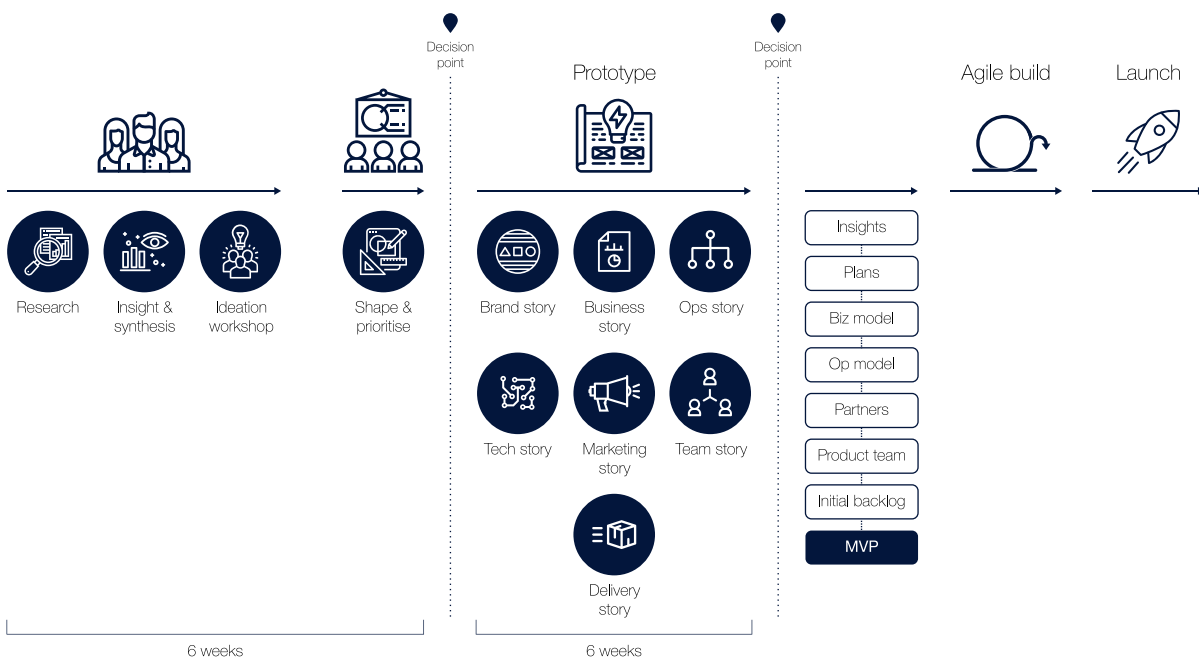 Decision
point
Decision
point
Prototype
Agile build
Launch
Research
Insight &
synthesis
Ideation
workshop
Shape &
prioritise
Brand story
Business
story
Ops story
Tech story
Marketing
story
Team story
Delivery
story
Insights
Plans
Biz model
Op model
Partners
Product team
Initial backlog
MVP
6 weeks
6 weeks